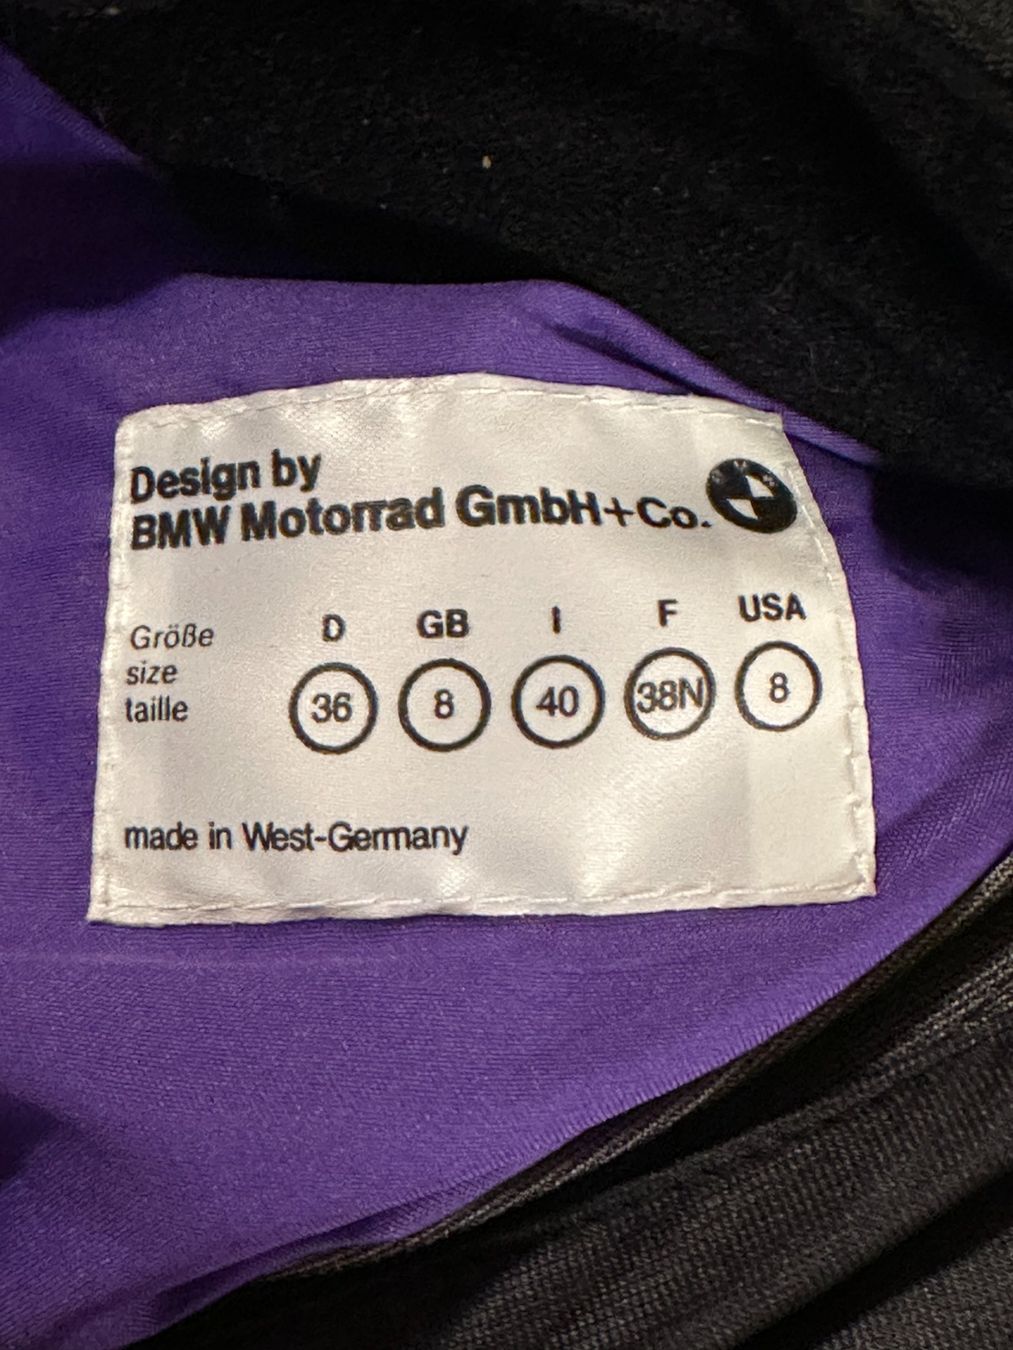 Design by
BMW Motorrad GmbH+Co.
D GB I F USA
Größe
size
taille
36 8 40 38N 8
made in West-Germany